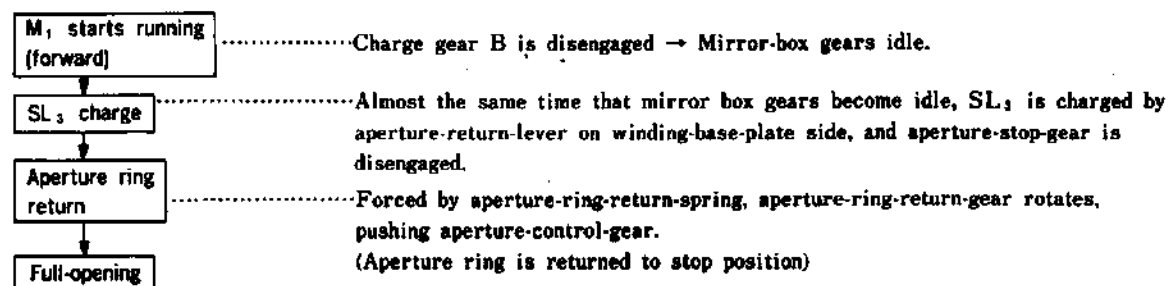 M₁ starts running
(forward)
Charge gear B is disengaged → Mirror-box gears idle.
SL₃ charge
Almost the same time that mirror box gears become idle, SL₃ is charged by
aperture-return-lever on winding-base-plate side, and aperture-stop-gear is
disengaged.
Aperture ring
return
Forced by aperture-ring-return-spring, aperture-ring-return-gear rotates,
pushing aperture-control-gear.
(Aperture ring is returned to stop position)
Full-opening